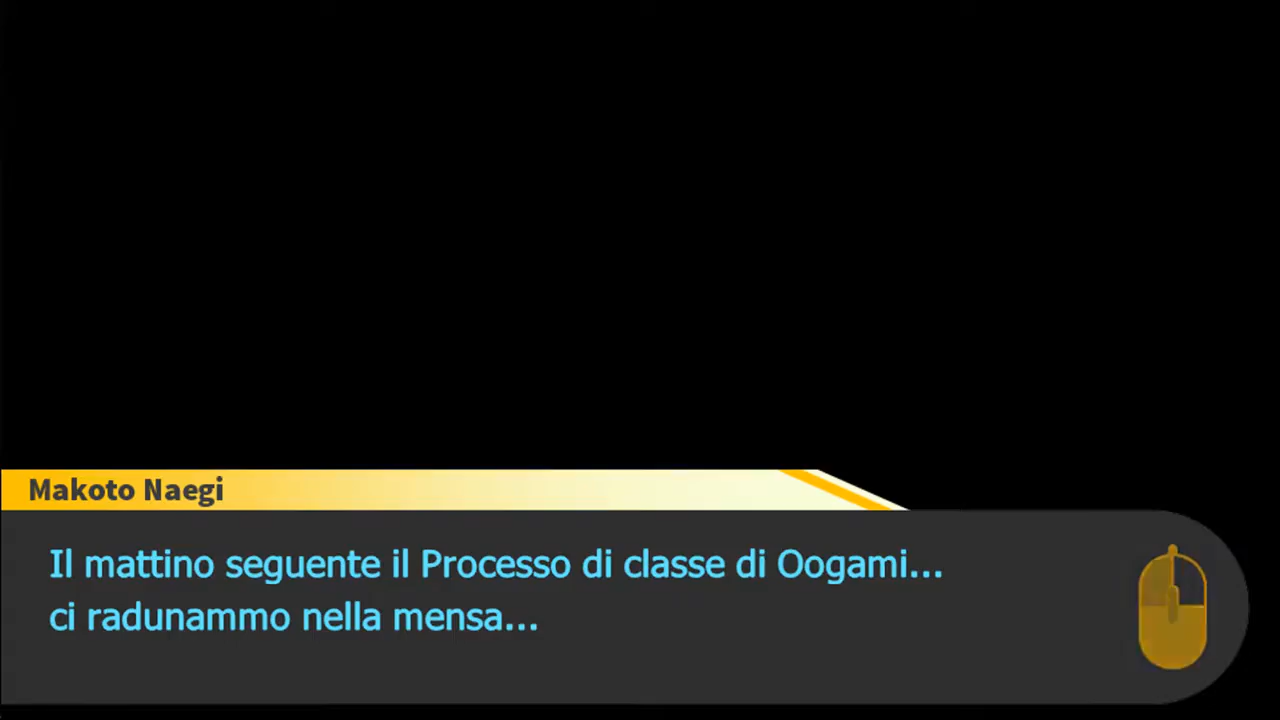 Makoto Naegi
Il mattino seguente il Processo di classe di Oogami...
ci radunammo nella mensa...